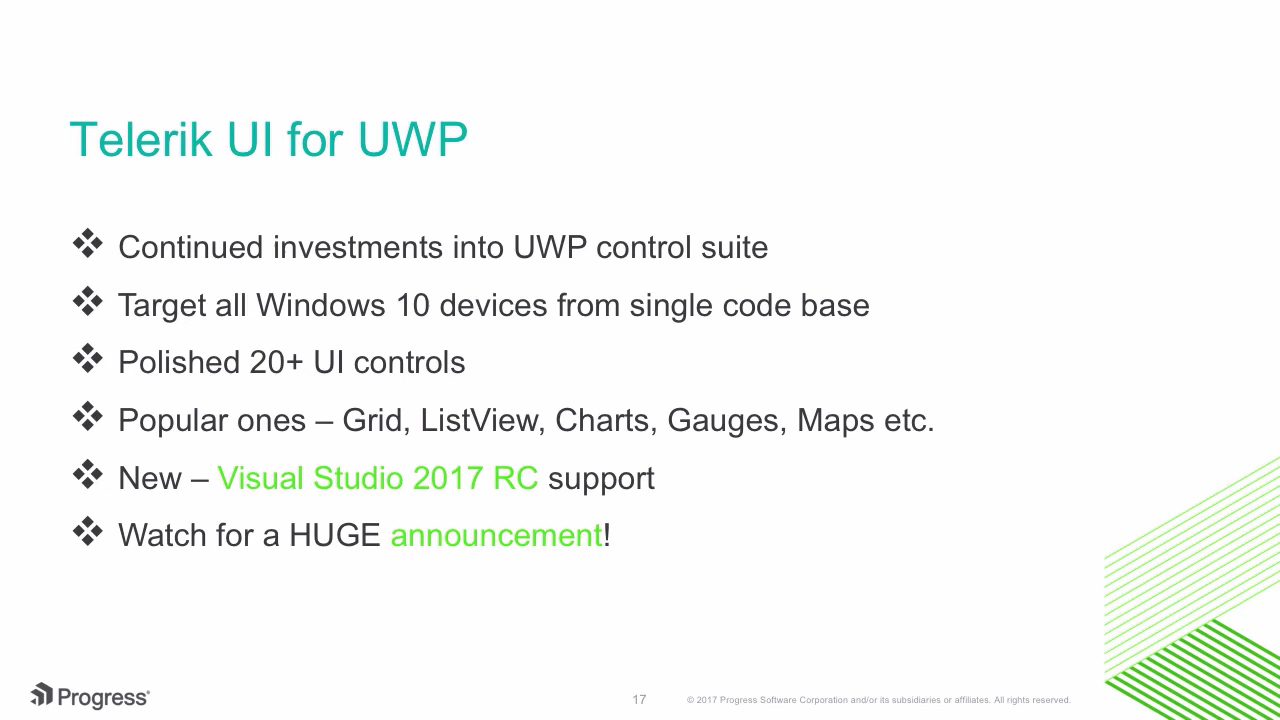 Telerik UI for UWP
❖ Continued investments into UWP control suite
❖ Target all Windows 10 devices from single code base
❖ Polished 20+ UI controls
❖ Popular ones – Grid, ListView, Charts, Gauges, Maps etc.
❖ New – Visual Studio 2017 RC support
❖ Watch for a HUGE announcement!
Progress
17
© 2017 Progress Software Corporation and/or its subsidiaries or affiliates. All rights reserved.